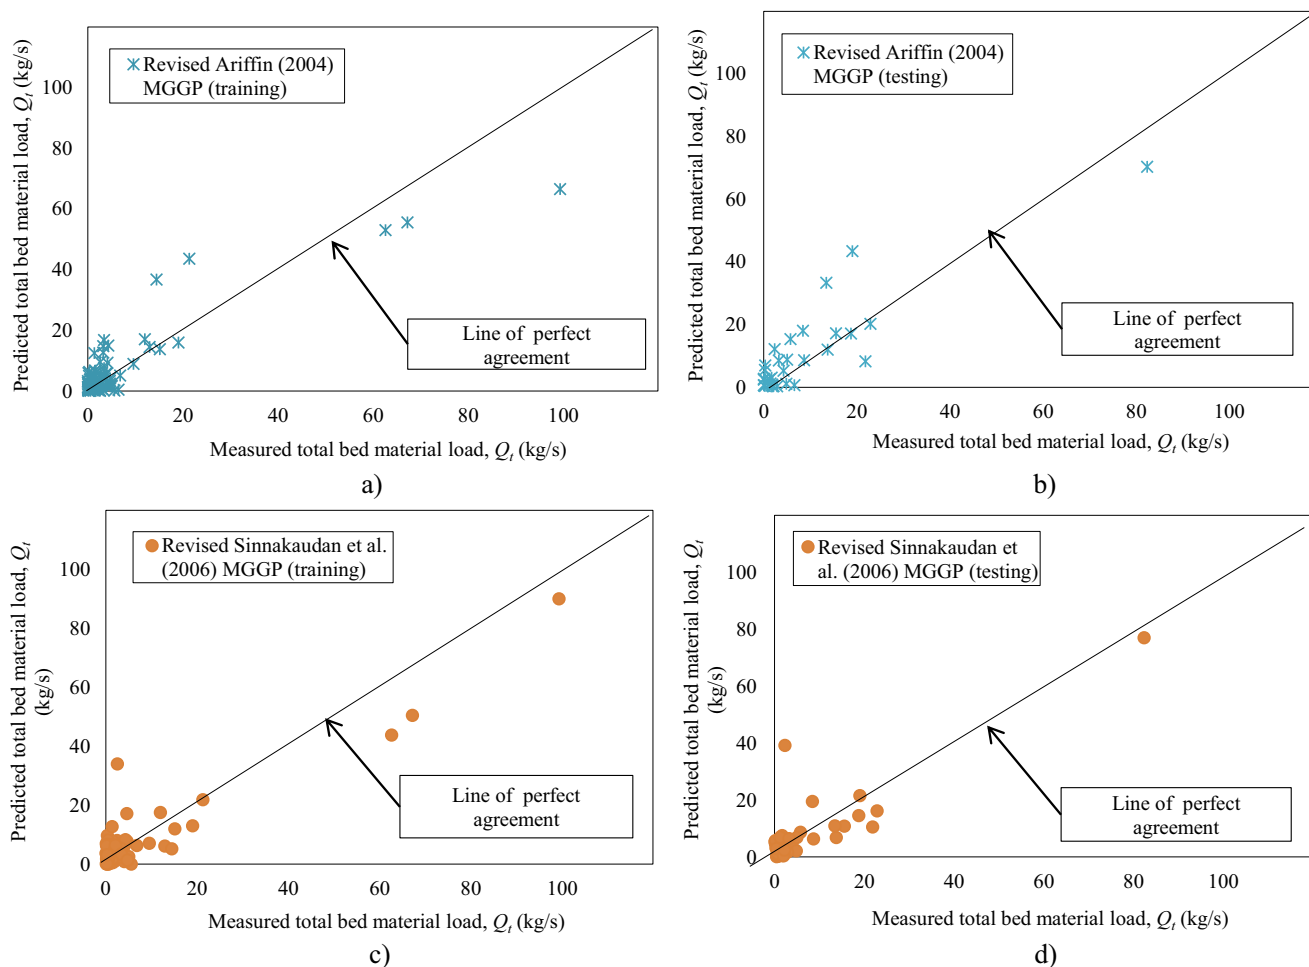 Predicted total bed material load, Qt (kg/s)
100
80
60
40
20
0
Revised Ariffin (2004)
MGGP (training)
Line of perfect
agreement
0 20 40 60 80 100
Measured total bed material load, Qt (kg/s)
a)
Predicted total bed material load, Qt (kg/s)
100
80
60
40
20
0
Revised Ariffin (2004)
MGGP (testing)
Line of perfect
agreement
0 20 40 60 80 100
Measured total bed material load, Qt (kg/s)
b)
Predicted total bed material load, Qt
(kg/s)
100
80
60
40
20
0
Revised Sinnakaudan et al.
(2006) MGGP (training)
Line of perfect
agreement
0 20 40 60 80 100
Measured total bed material load, Qt (kg/s)
c)
Predicted total bed material load, Qt
(kg/s)
100
80
60
40
20
0
Revised Sinnakaudan et
al. (2006) MGGP (testing)
Line of perfect
agreement
0 20 40 60 80 100
Measured total bed material load, Qt (kg/s)
d)